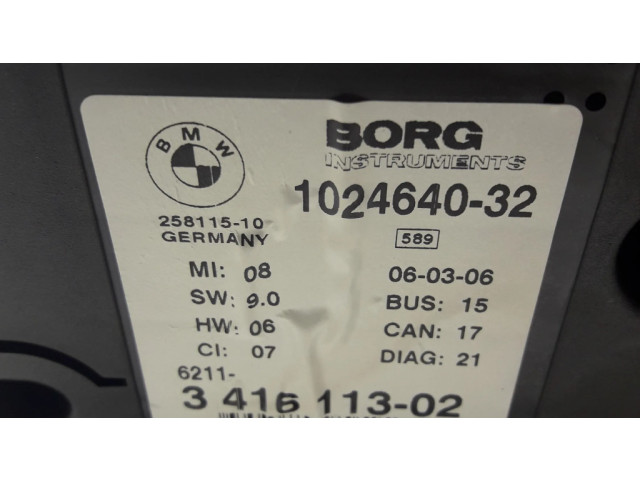 BMW
BORG
INSTRUMENTS
258115-10
GERMANY
1024640-32
589
MI: 08
06-03-06
SW: 9.0
BUS: 15
HW: 06
CAN: 17
CI: 07
DIAG: 21
6211-
3 416 113-02